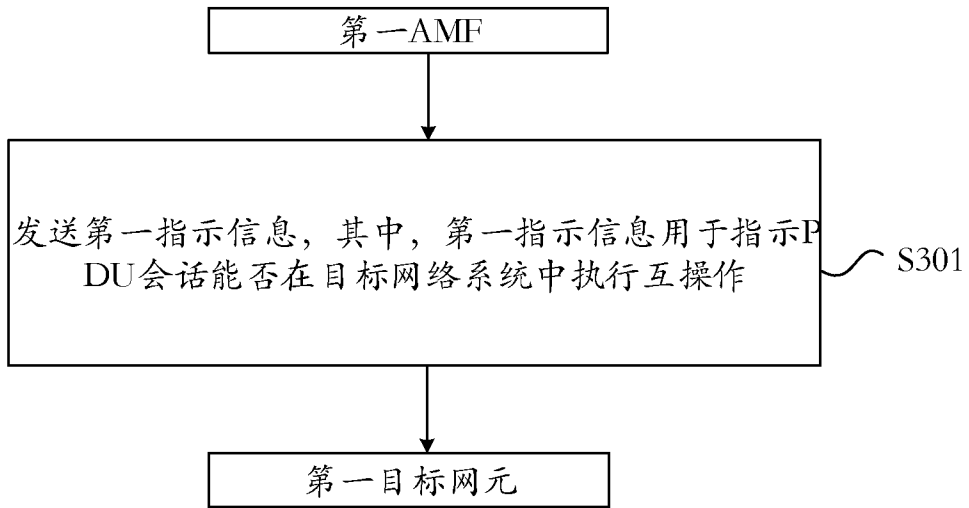 第一AMF
发送第一指示信息，其中，第一指示信息用于指示P
DU会话能否在目标网络系统中执行互操作
S301
第一目标网元